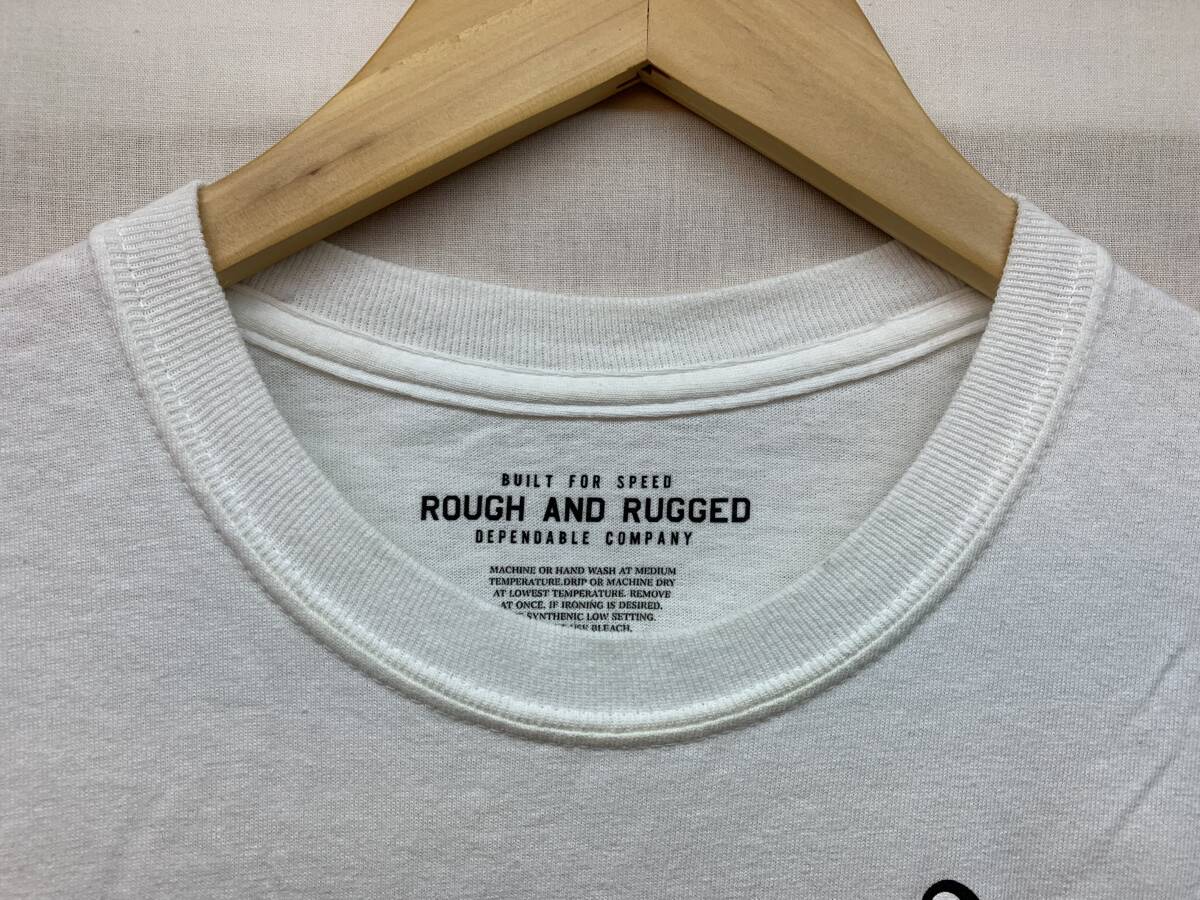 BUILT FOR SPEED
ROUGH AND RUGGED
DEPENDABLE COMPANY
MACHINE OR HAND WASH AT MEDIUM
TEMPERATURE.DRIP OR MACHINE DRY
AT LOWEST TEMPERATURE. REMOVE
AT ONCE. IF IRONING IS DESIRED,
SYNTHENIC LOW SETTING.
USE BLEACH,